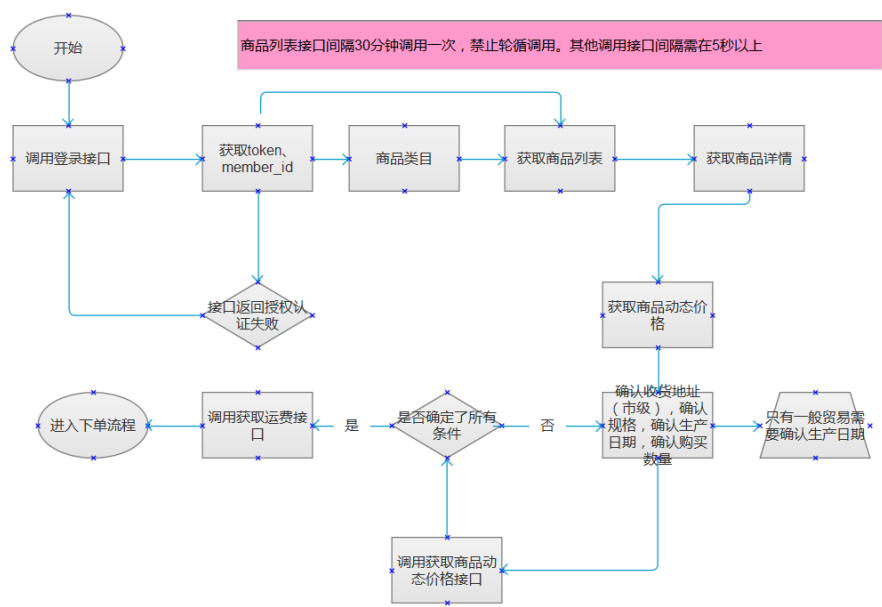 开始
商品列表接口间隔30分钟调用一次，禁止轮循调用。其他调用接口间隔需在5秒以上
调用登录接口
获取token、
member_id
商品类目
获取商品列表
获取商品详情
接口返回授权认
证失败
获取商品动态价
格
进入下单流程
调用获取运费接
口
是
是否确定了所有
条件
否
确认收货地址
（市级），确认
规格，确认生产
日期，确认购买
数量
只有一般贸易需
要确认生产日期
调用获取商品动
态价格接口